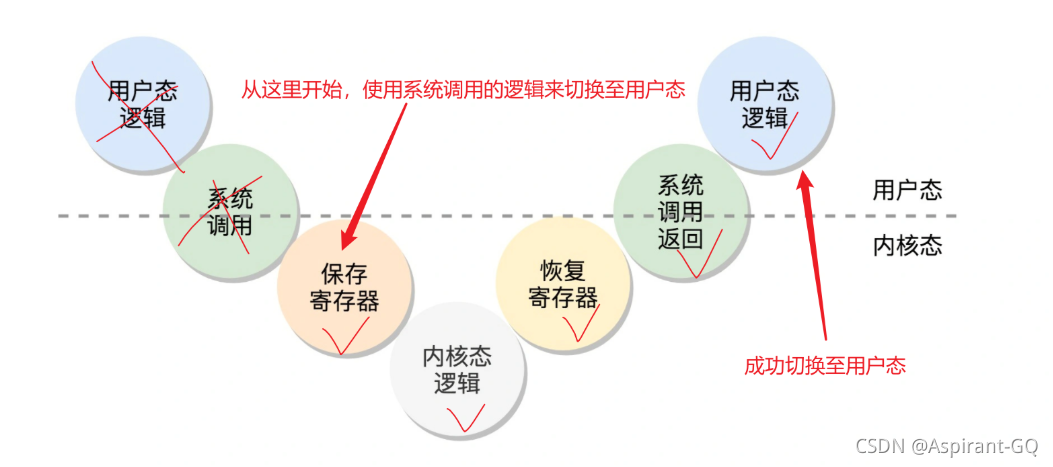 用户态
逻辑
从这里开始，使用系统调用的逻辑来切换至用户态
用户态
逻辑
系统
调用
系统
调用
返回
用户态
内核态
保存
寄存器
恢复
寄存器
内核态
逻辑
成功切换至用户态
CSDN @Aspirant-GQ